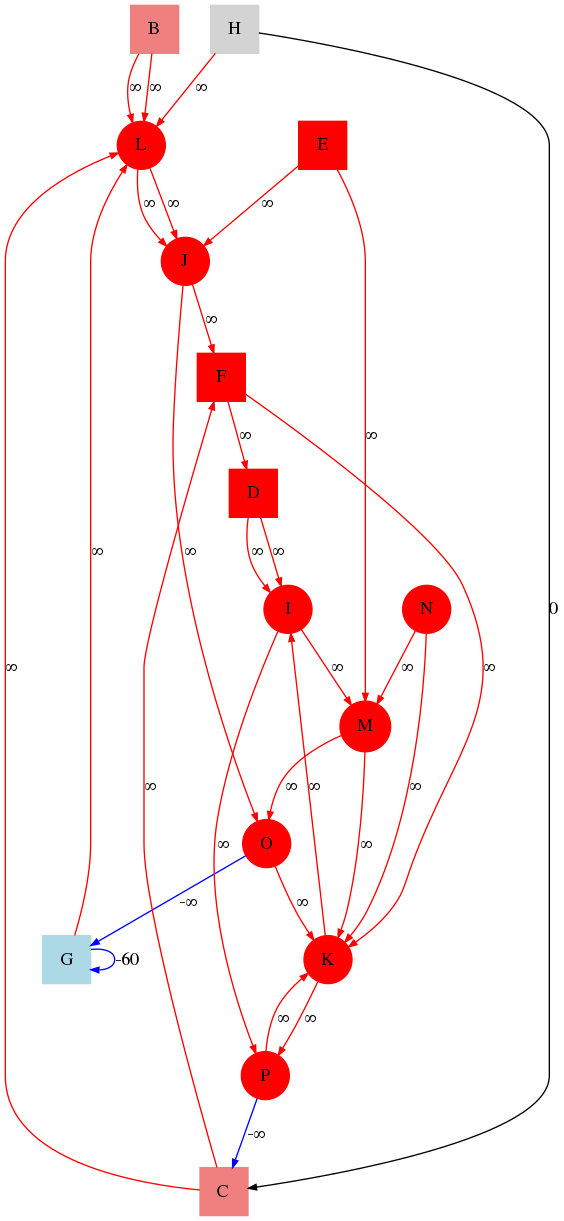 B H
∞ ∞ ∞
L E
∞ ∞ ∞
J
∞
F
∞ ∞
D
∞ ∞ ∞ ∞ 0
I N
∞ ∞ ∞ ∞ ∞
M
∞ ∞ ∞ ∞ ∞
O
∞ -∞ ∞
G -60 K
∞ ∞
P
-∞
C